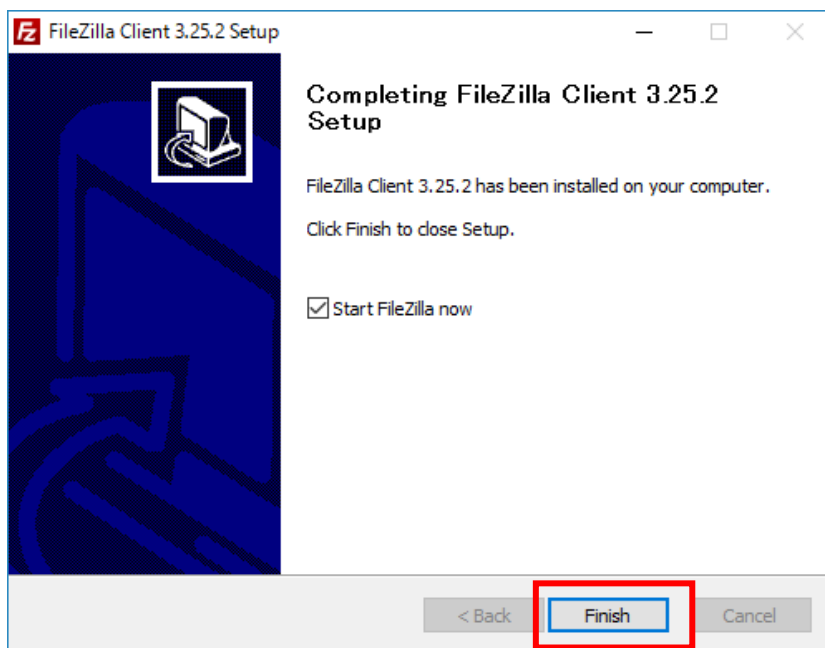 FileZilla Client 3.25.2 Setup
Completing FileZilla Client 3.25.2
Setup
FileZilla Client 3.25.2 has been installed on your computer.
Click Finish to close Setup.
Start FileZilla now
< Back Finish Cancel